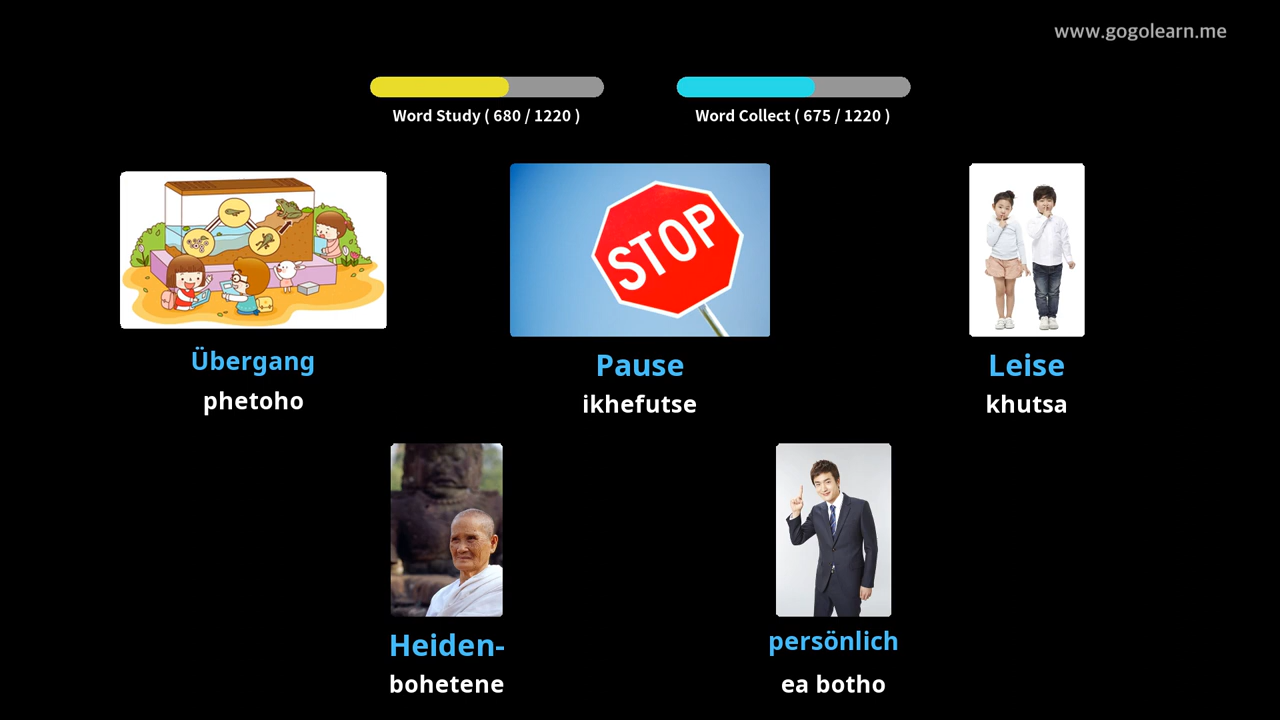 www.gogolearn.me
Word Study ( 680 / 1220 )
Word Collect ( 675 / 1220 )
STOP
Übergang
phetoho
Pause
ikhefutse
Leise
khutsa
Heiden-
bohetene
persönlich
ea botho